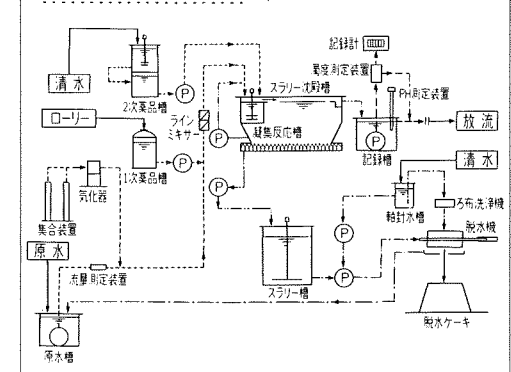 記録計
清水
濁度測定装置
スラリー沈殿槽
PH測定装置
P
2次薬品槽
ライン
ミキサー
ローリー
放流
凝集反応槽
P
P
記録槽
清水
P
1次薬品槽
気化器
P
軸封水槽
ろ布洗浄機
集合装置
脱水機
原水
P
流量測定装置
P
スラリー槽
脱水ケーキ
原水槽